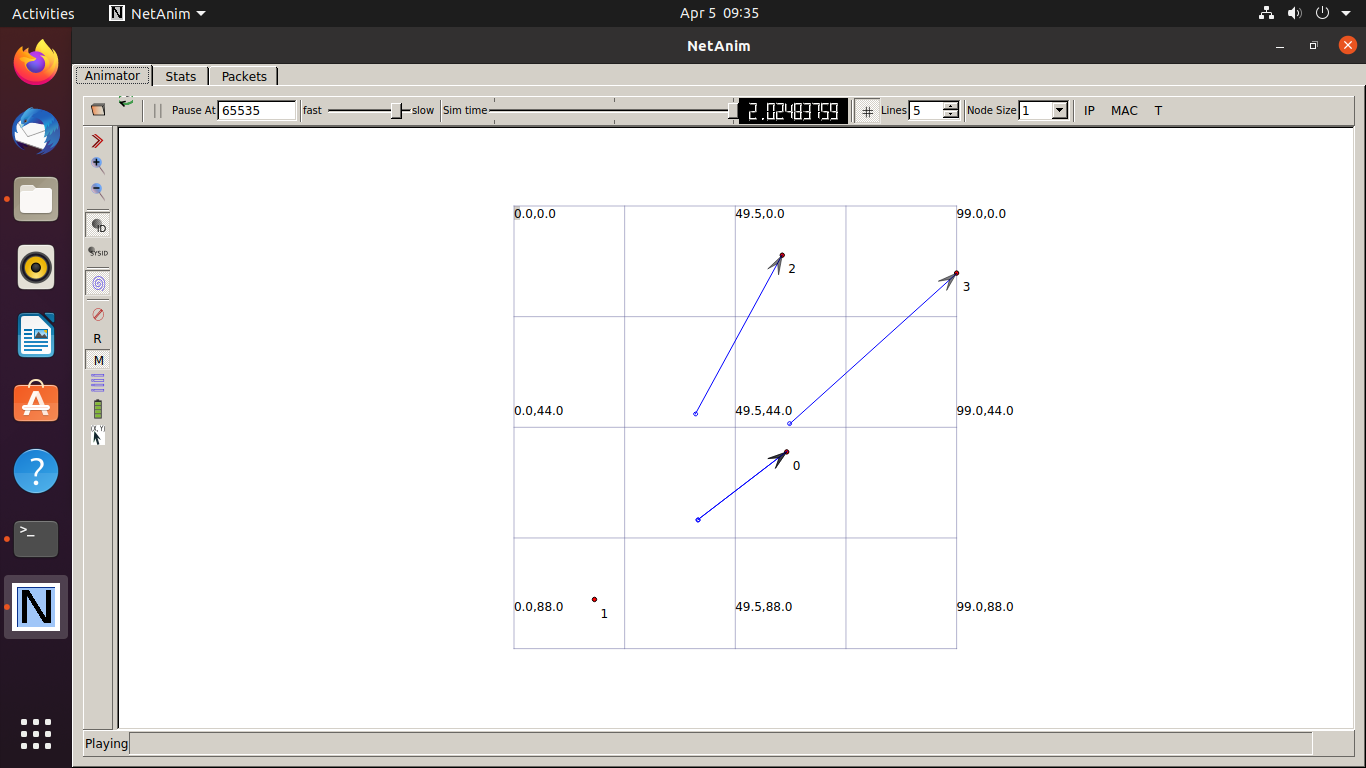 Activities NetAnim Apr 5 09:35
NetAnim
Animator Stats Packets
Pause At 65535 fast slow Sim time 2.02483759 Lines 5 Node Size 1 IP MAC T
0.0,0.0 49.5,0.0 99.0,0.0
ID
2
SYSID
3
R
M
0.0,44.0 49.5,44.0 99.0,44.0
(X, Y)
0
0.0,88.0 49.5,88.0 99.0,88.0
1
N
Playing